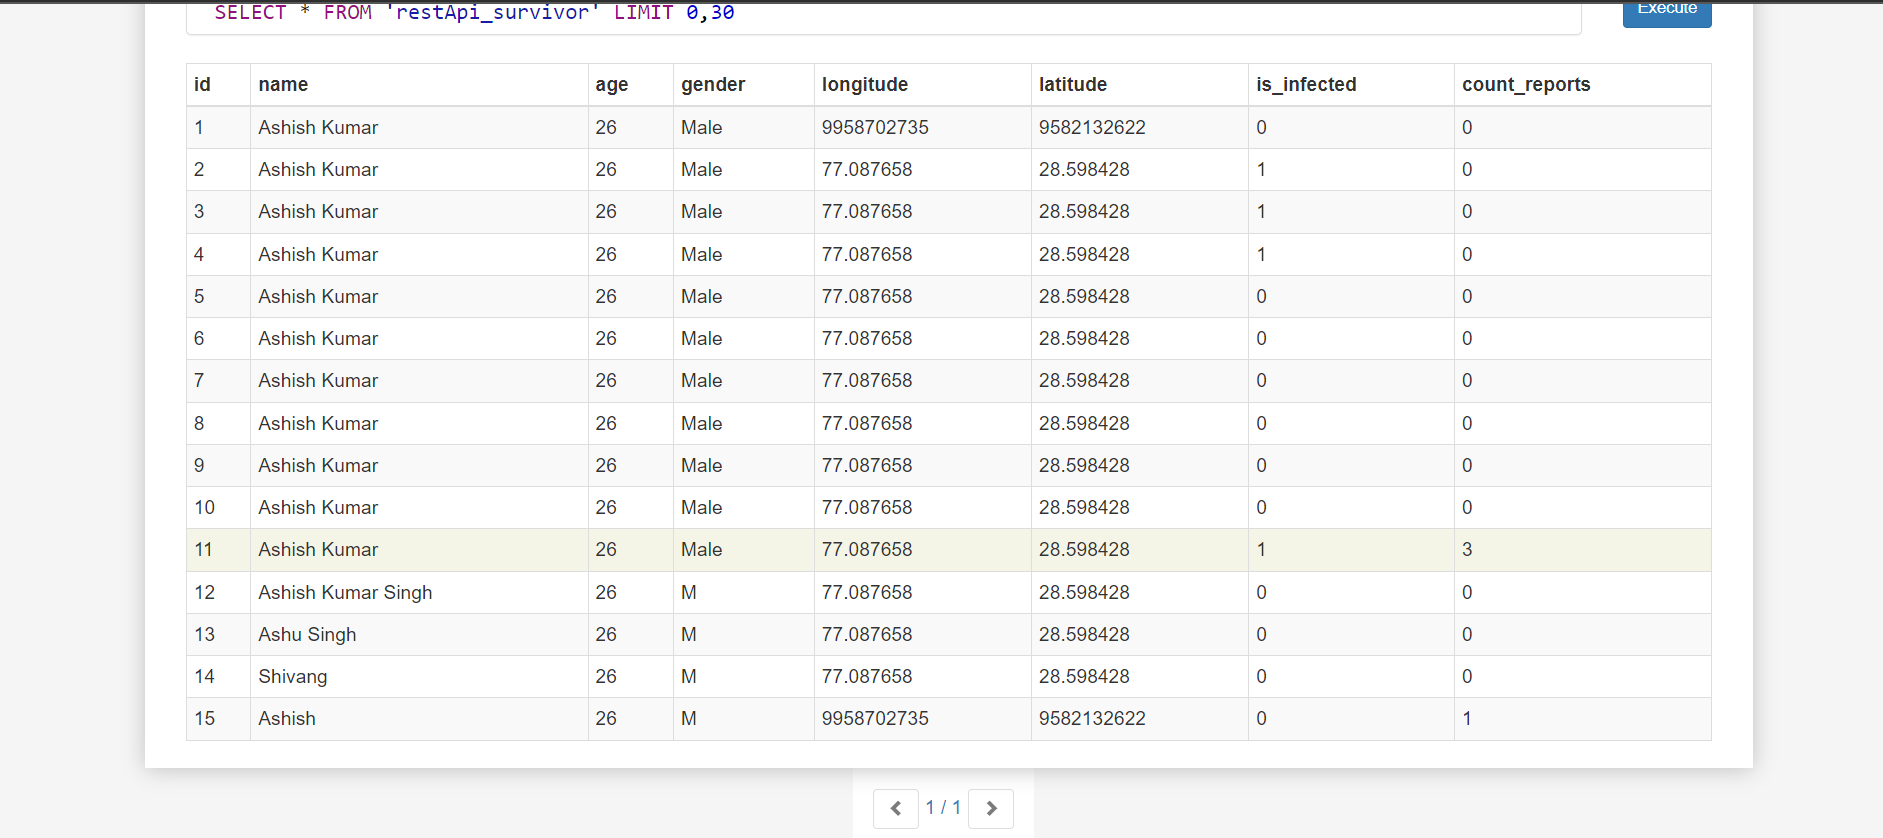 SELECT * FROM 'restApi_survivor' LIMIT 0,30
Execute
id name age gender longitude latitude is_infected count_reports
1 Ashish Kumar 26 Male 9958702735 9582132622 0 0
2 Ashish Kumar 26 Male 77.087658 28.598428 1 0
3 Ashish Kumar 26 Male 77.087658 28.598428 1 0
4 Ashish Kumar 26 Male 77.087658 28.598428 1 0
5 Ashish Kumar 26 Male 77.087658 28.598428 0 0
6 Ashish Kumar 26 Male 77.087658 28.598428 0 0
7 Ashish Kumar 26 Male 77.087658 28.598428 0 0
8 Ashish Kumar 26 Male 77.087658 28.598428 0 0
9 Ashish Kumar 26 Male 77.087658 28.598428 0 0
10 Ashish Kumar 26 Male 77.087658 28.598428 0 0
11 Ashish Kumar 26 Male 77.087658 28.598428 1 3
12 Ashish Kumar Singh 26 M 77.087658 28.598428 0 0
13 Ashu Singh 26 M 77.087658 28.598428 0 0
14 Shivang 26 M 77.087658 28.598428 0 0
15 Ashish 26 M 9958702735 9582132622 0 1
1 / 1